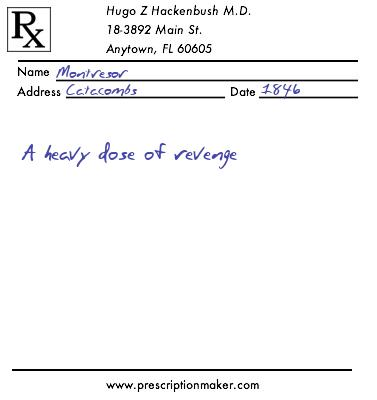 Rx
Hugo Z Hackenbush M.D.
18-3892 Main St.
Anytown, FL 60605
Name Montresor
Address Catacombs Date 1846
A heavy dose of revenge
www.prescriptionmaker.com